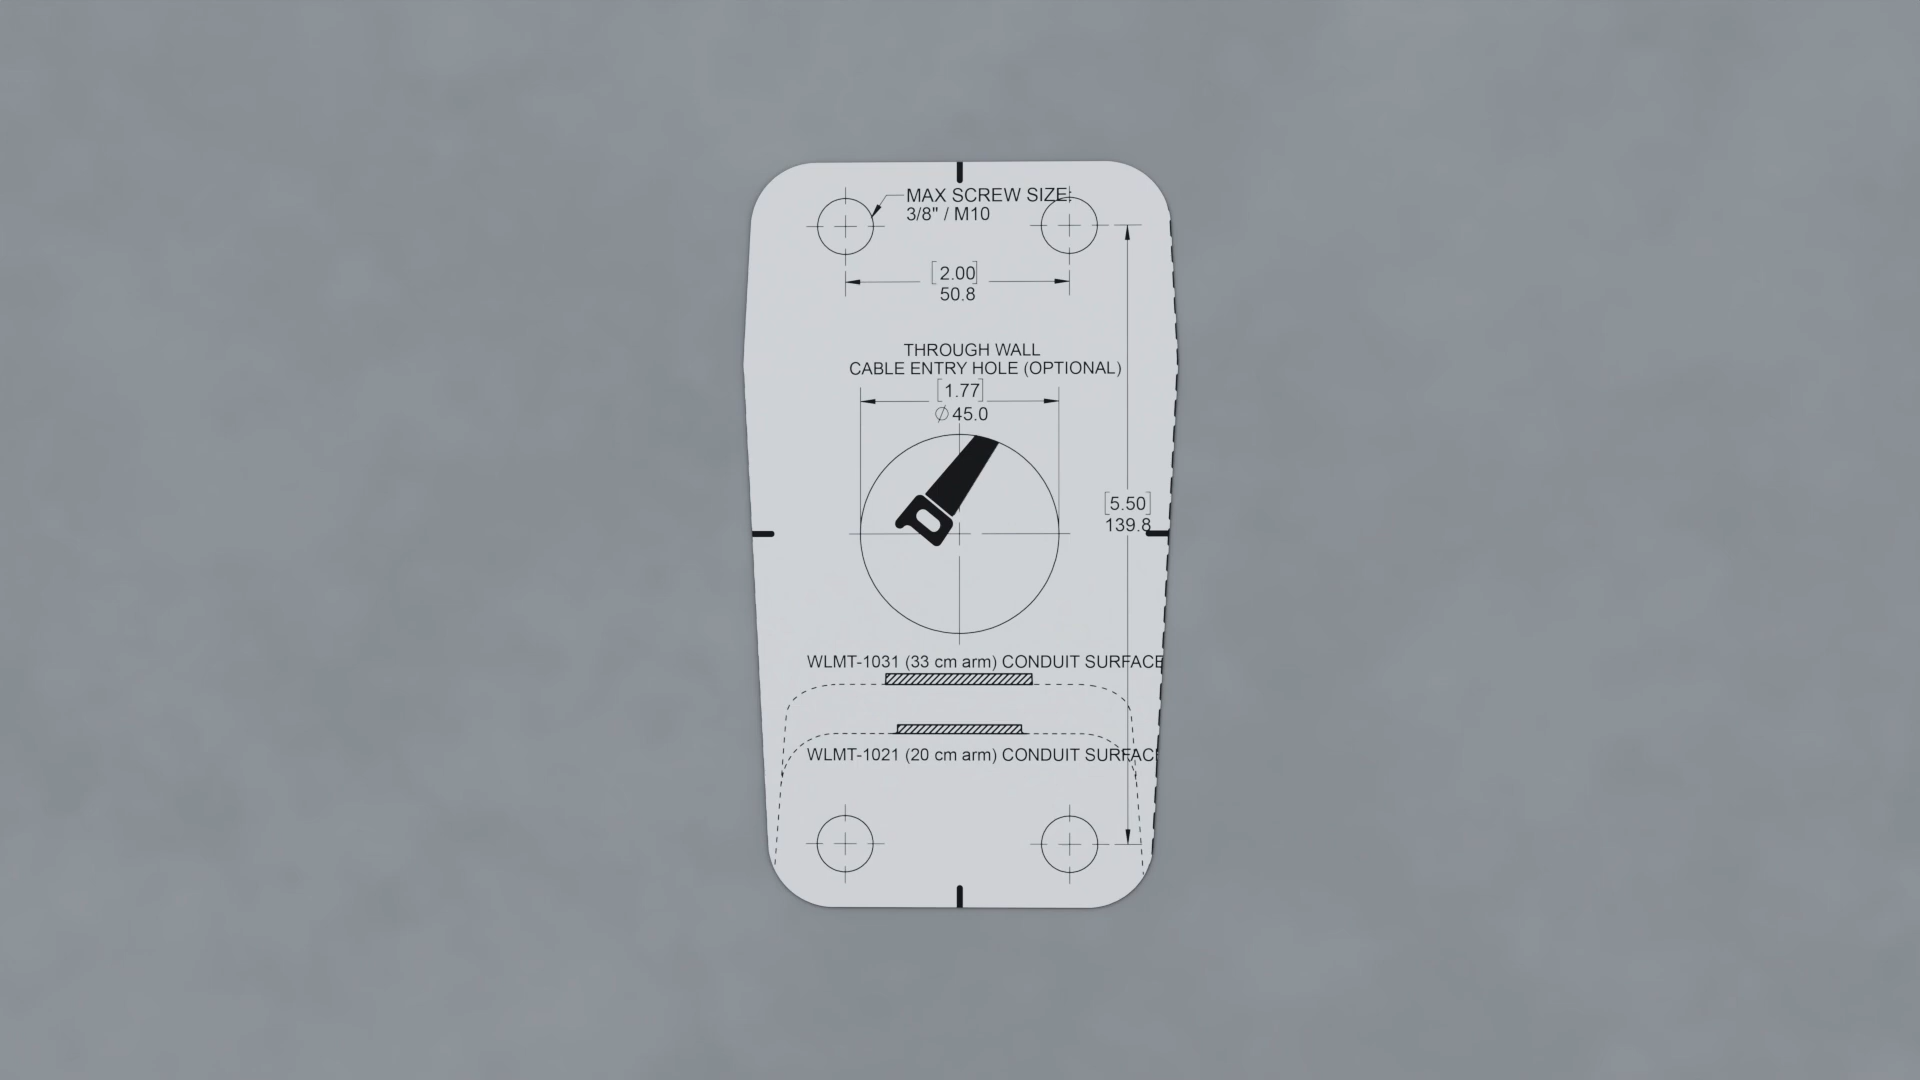 MAX SCREW SIZE:
3/8" / M10
[2.00]
50.8
THROUGH WALL
CABLE ENTRY HOLE (OPTIONAL)
[1.77]
Ø45.0
[5.50]
139.8
WLMT-1031 (33 cm arm) CONDUIT SURFACE
WLMT-1021 (20 cm arm) CONDUIT SURFAC